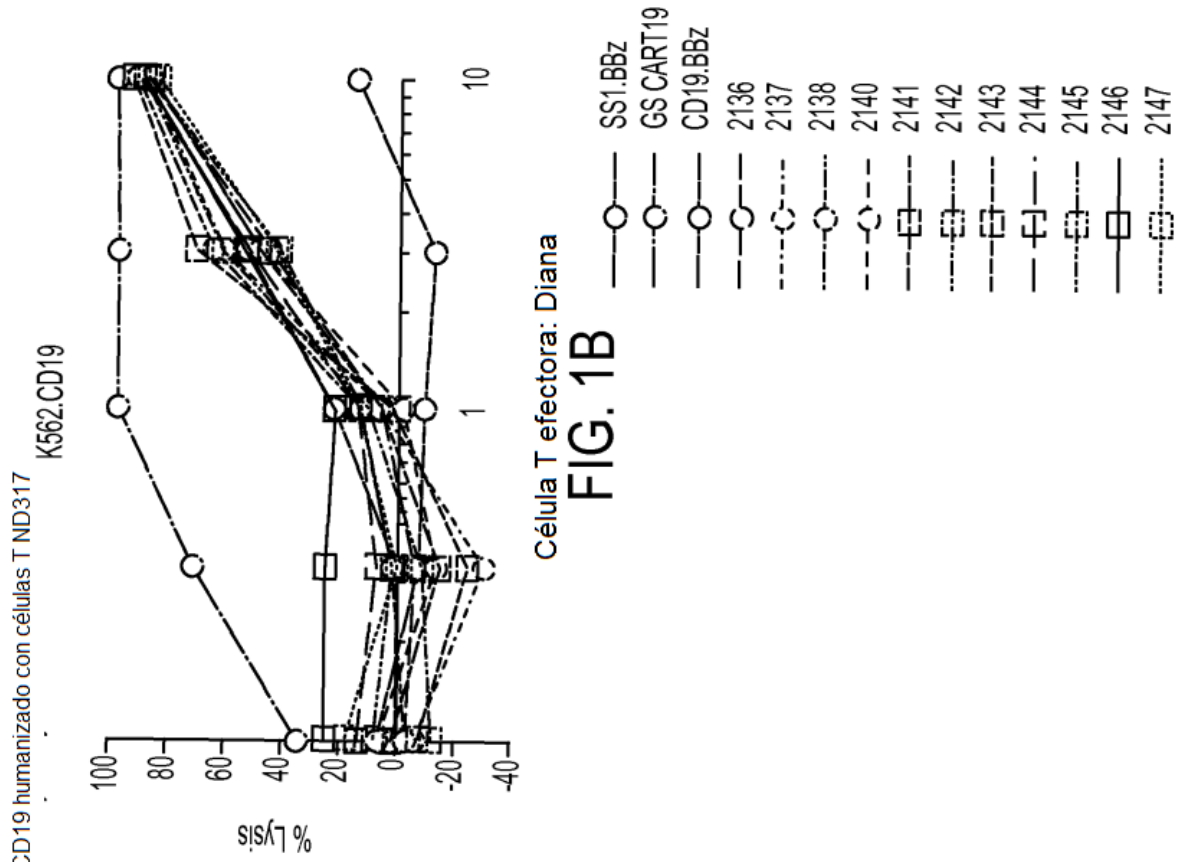 CD19 humanizado con células T ND317
K562.CD19
% Lysis
100
80
60
40
20
0
-20
-40
1
10
Célula T efectora: Diana
FIG. 1B
SS1.BBz
GS CART19
CD19.BBz
2136
2137
2138
2140
2141
2142
2143
2144
2145
2146
2147